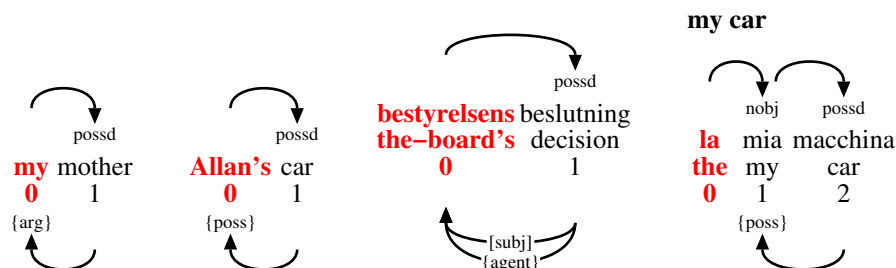 my car
possd
my mother
0 1
{arg}
possd
Allan's car
0 1
{poss}
possd
bestyrelsens beslutning
the−board's decision
0 1
[subj]
{agent}
nobj possd
la mia macchina
the my car
0 1 2
{poss}